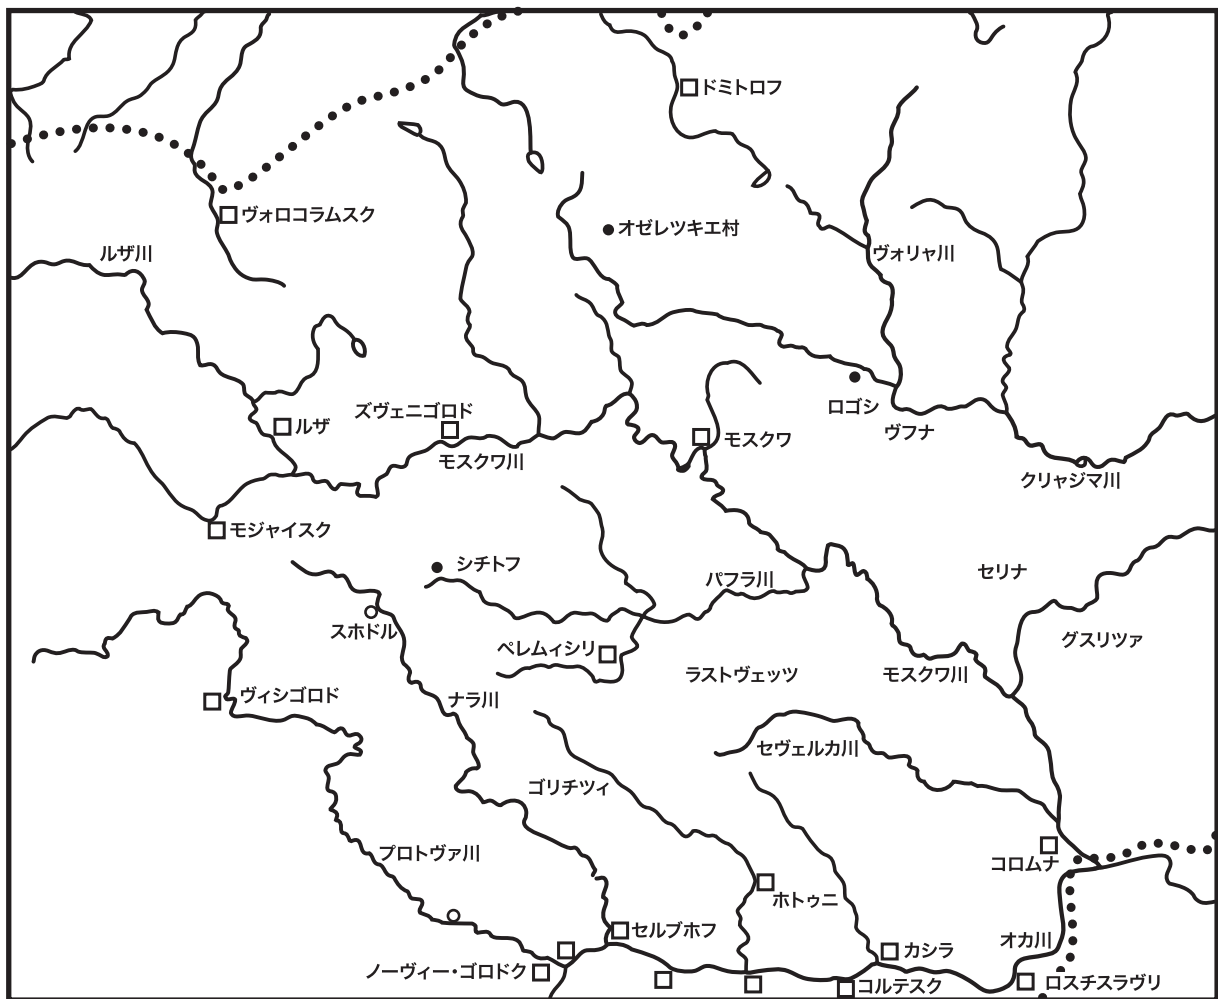 ドミトロフ
ヴォロコラムスク
オゼレツキエ村
ルザ川
ヴォリャ川
ズヴェニゴロド
ロゴシ
ルザ
ヴフナ
モスクワ
モスクワ川
クリャジマ川
モジャイスク
シチトフ
セリナ
パフラ川
スホドル
グスリツァ
ペレムィシリ
ラストヴェッツ
モスクワ川
ヴィシゴロド
ナラ川
セヴェルカ川
ゴリチツィ
プロトヴァ川
コロムナ
ホトゥニ
セルプホフ
オカ川
カシラ
ノーヴィー・ゴロドク
コルテスク
ロスチスラヴリ